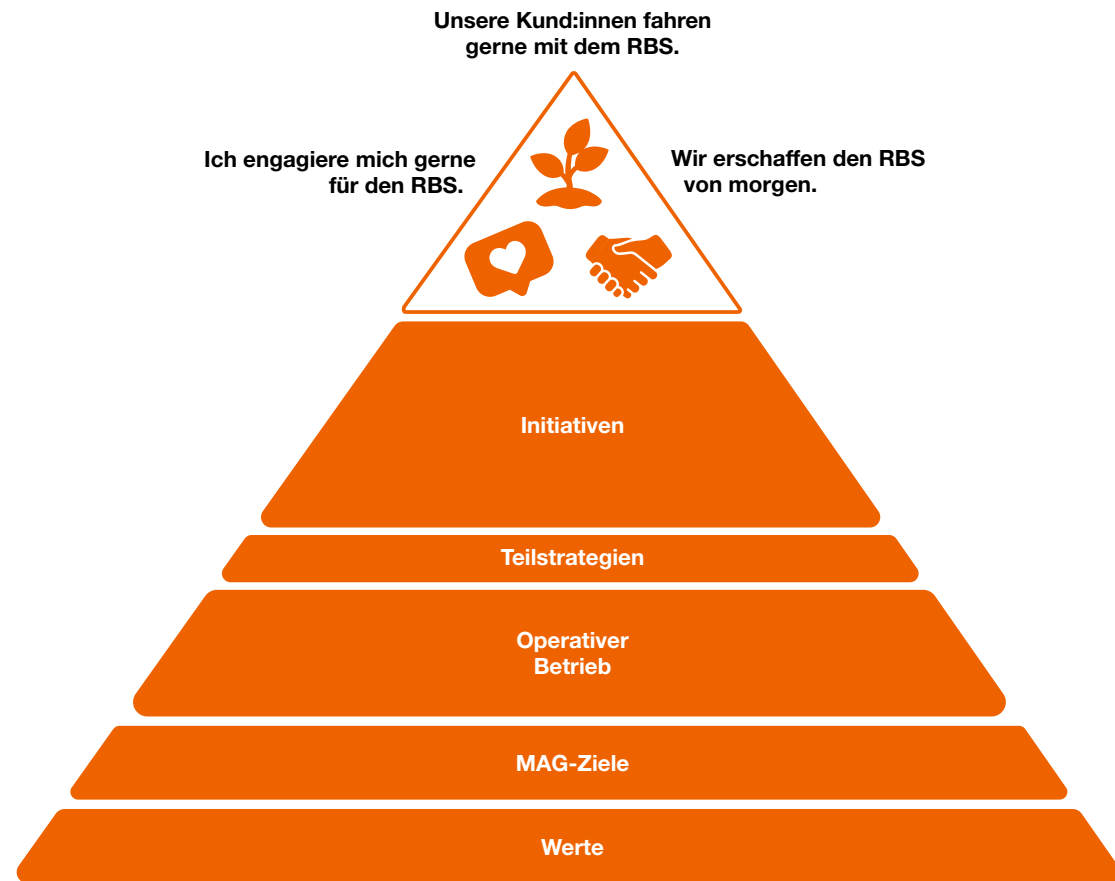 Unsere Kund:innen fahren
gerne mit dem RBS.
Ich engagiere mich gerne
für den RBS.
Wir erschaffen den RBS
von morgen.
Initiativen
Teilstrategien
Operativer
Betrieb
MAG-Ziele
Werte